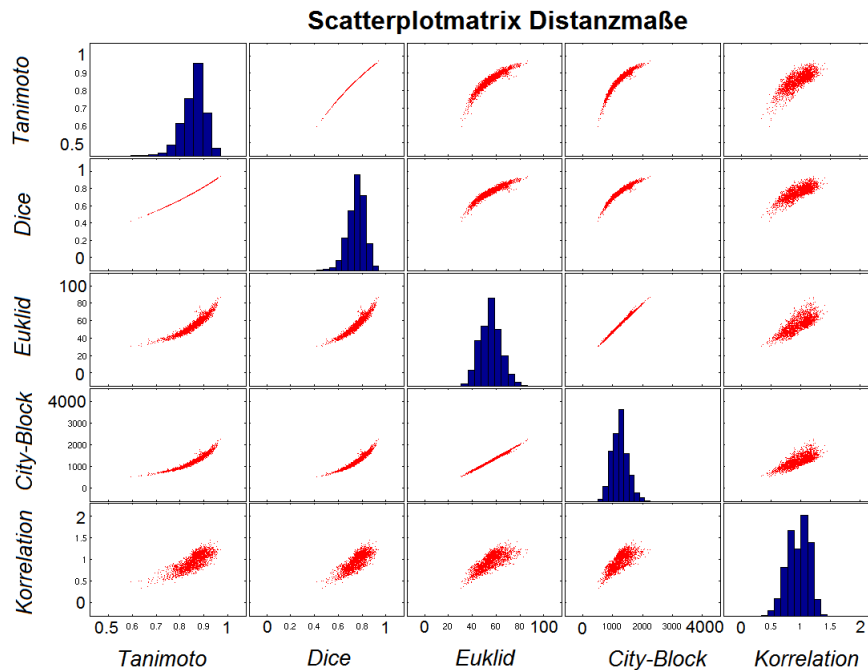 Scatterplotmatrix Distanzmaße
Tanimoto
1
0.9
0.8
0.7
0.6
0.5
Dice
1
0.8
0.6
0.4
0.2
0
Euklid
100
80
60
40
20
0
City-Block
4000
3000
2000
1000
0
Korrelation
2
1.5
1
0.5
0
0.5 0.6 0.7 0.8 0.9 1
0 0.2 0.4 0.6 0.8 1
0 20 40 60 80 100
0 1000 2000 3000 4000
0 0.5 1 1.5 2
Tanimoto Dice Euklid City-Block Korrelation